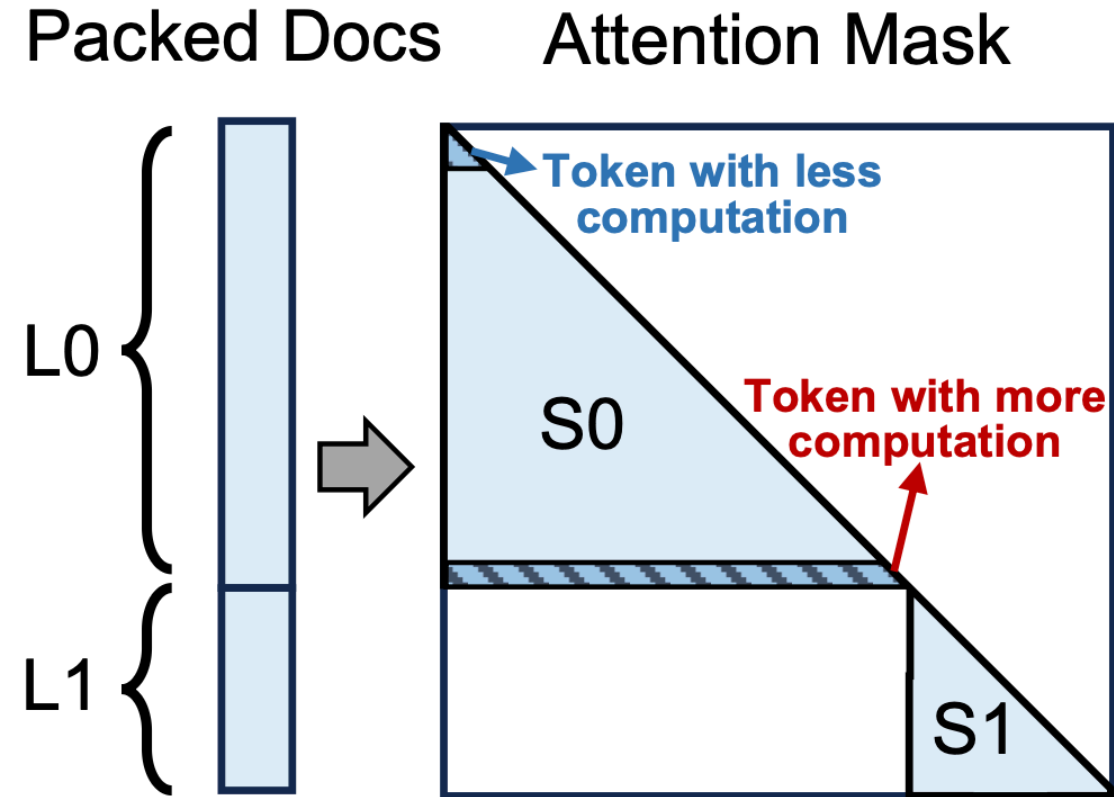 Packed Docs
Attention Mask
Token with less
computation
L0
S0
Token with more
computation
L1
S1